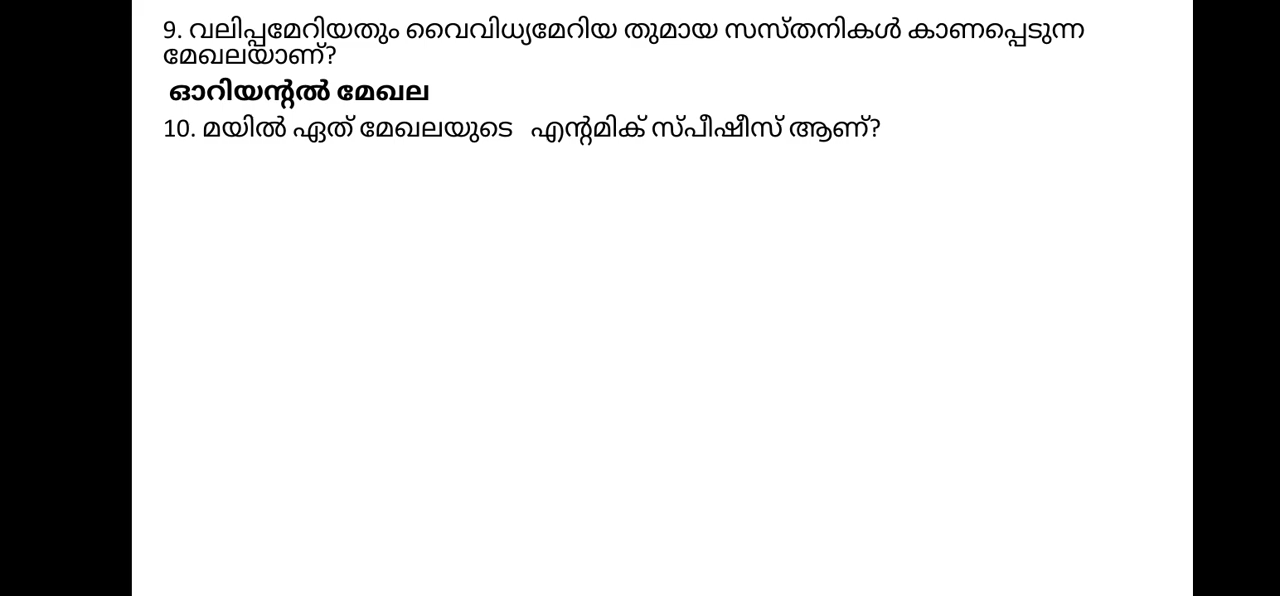 9. വലിപ്പമേറിയതും വൈവിധ്യമേറിയ തുമായ സസ്തനികൾ കാണപ്പെടുന്ന
മേഖലയാണ്?
ഓറിയന്റൽ മേഖല
10. മയിൽ ഏത് മേഖലയുടെ എന്റമിക് സ്പീഷീസ് ആണ്?